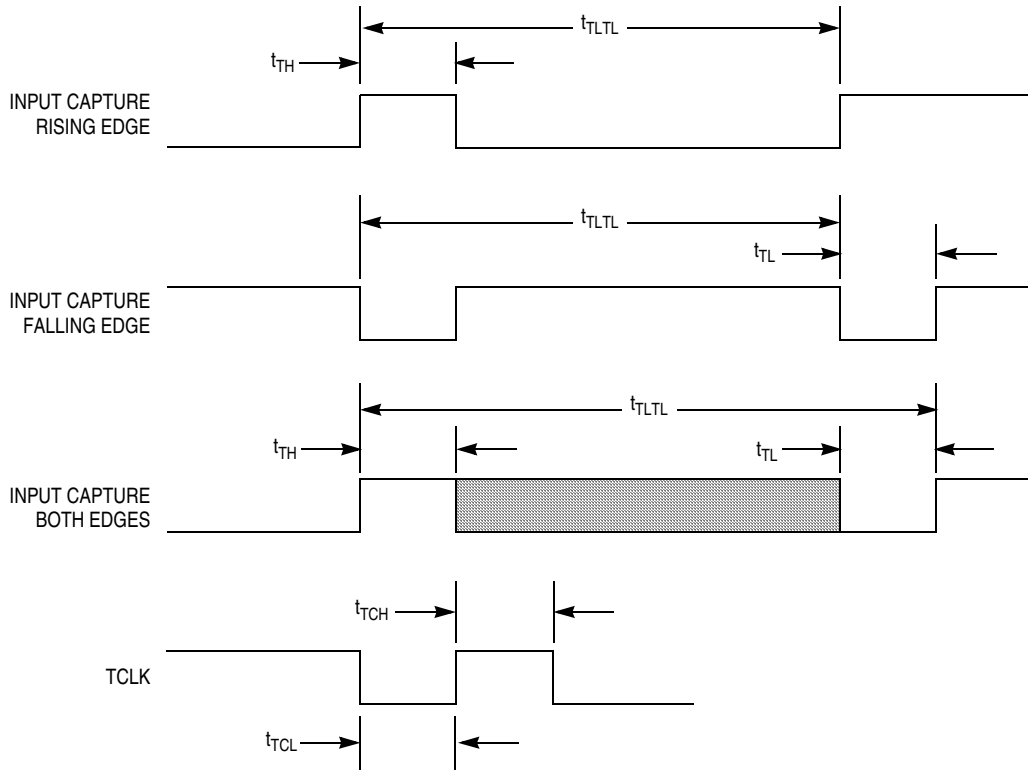 tTLTL
tTH
INPUT CAPTURE
RISING EDGE
tTLTL
tTL
INPUT CAPTURE
FALLING EDGE
tTLTL
tTH
tTL
INPUT CAPTURE
BOTH EDGES
tTCH
TCLK
tTCL